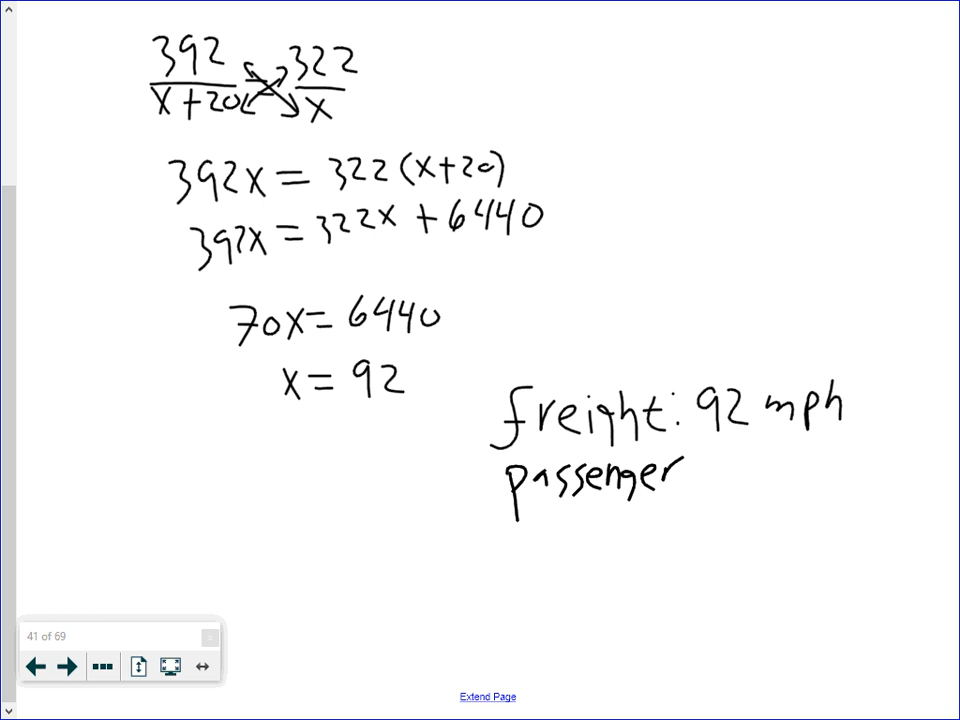 392/(x+20) = 322/x
392x = 322(x+20)
392x = 322x + 6440
70x = 6440
x = 92
freight: 92 mph
passenger
41 of 69
Extend Page